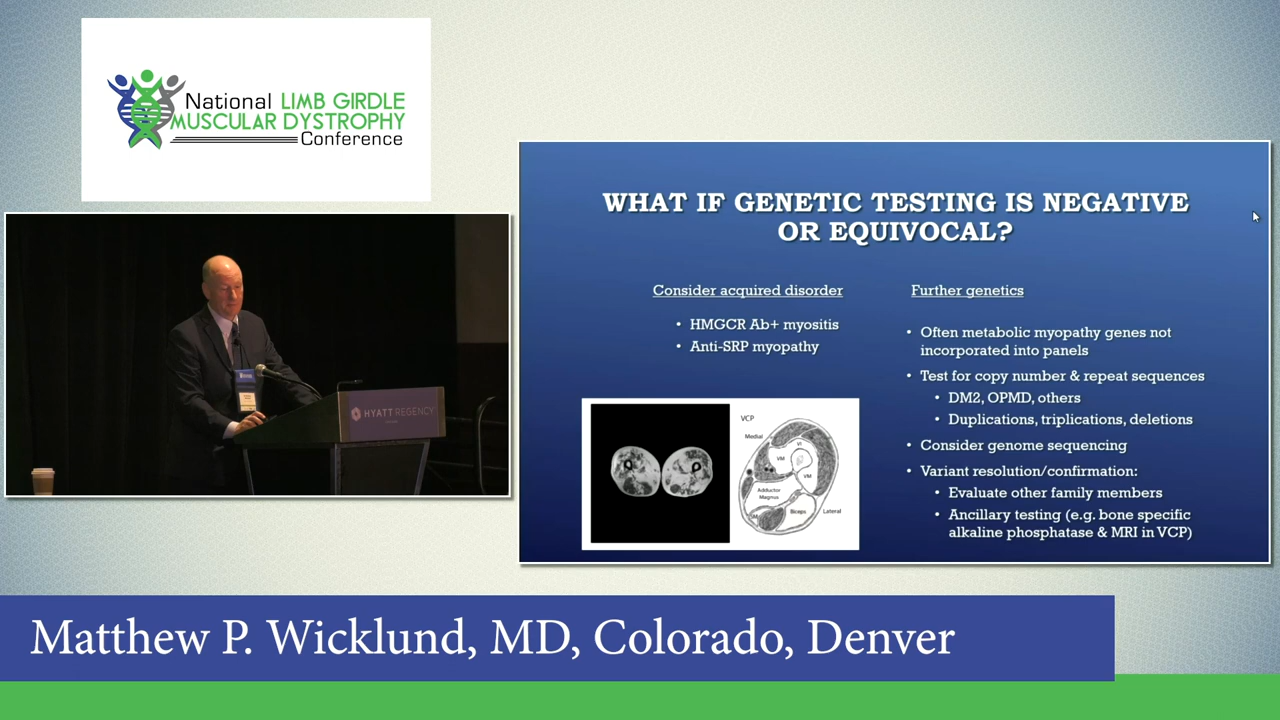 National LIMB GIRDLE
MUSCULAR DYSTROPHY
Conference
HYATT REGENCY
WHAT IF GENETIC TESTING IS NEGATIVE
OR EQUIVOCAL?
Consider acquired disorder
• HMGCR Ab+ myositis
• Anti-SRP myopathy
VCP
Medial
VI
VM
VM
Adductor
Magnus
Biceps
Lateral
Further genetics
• Often metabolic myopathy genes not
incorporated into panels
• Test for copy number & repeat sequences
• DM2, OPMD, others
• Duplications, triplications, deletions
• Consider genome sequencing
• Variant resolution/confirmation:
• Evaluate other family members
• Ancillary testing (e.g. bone specific
alkaline phosphatase & MRI in VCP)
Matthew P. Wicklund, MD, Colorado, Denver